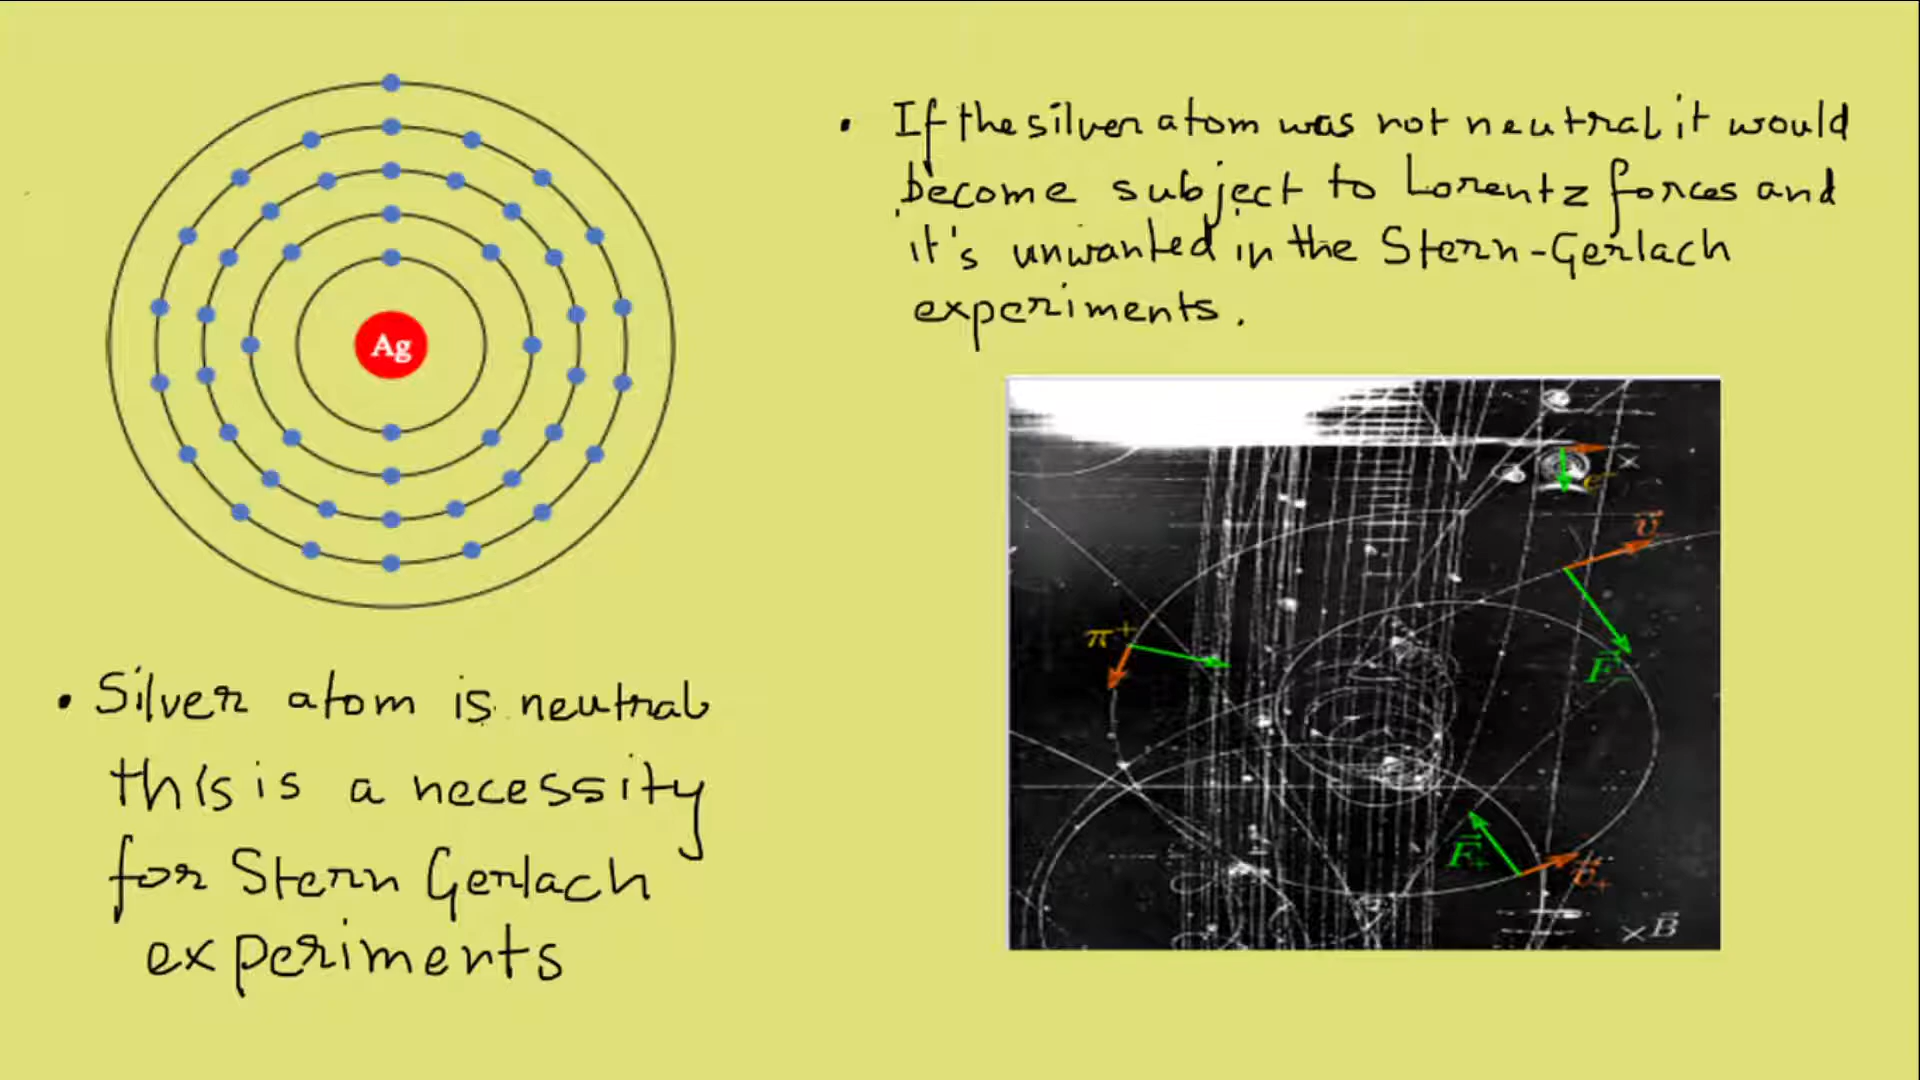 If the silver atom was not neutral it would
become subject to Lorentz forces and
it's unwanted in the Stern-Gerlach
experiments.
Ag
Silver atom is neutral
this is a necessity
for Stern Gerlach
experiments
e⁻
v⃗
π⁺
F⃗₋
F⃗₊
v⃗₊
×B⃗